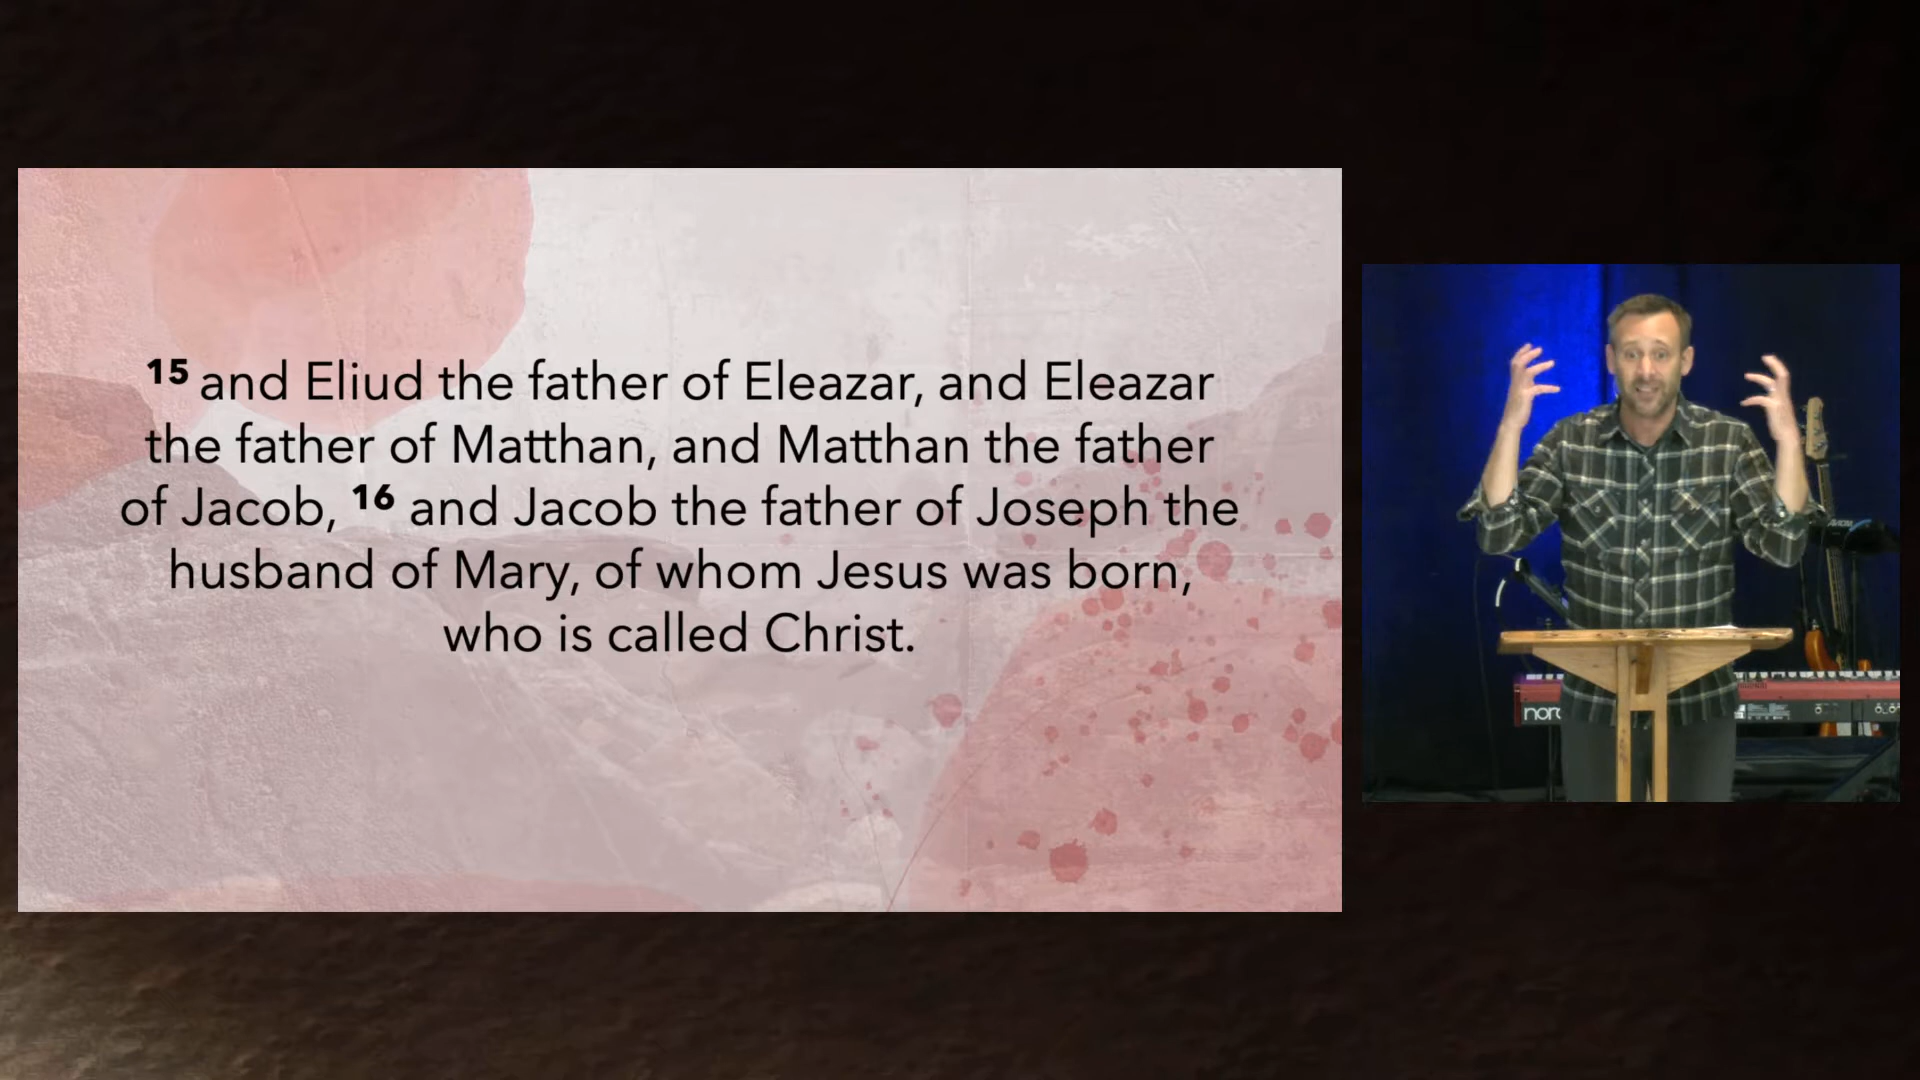 15 and Eliud the father of Eleazar, and Eleazar
the father of Matthan, and Matthan the father
of Jacob, 16 and Jacob the father of Joseph the
husband of Mary, of whom Jesus was born,
who is called Christ.
nord